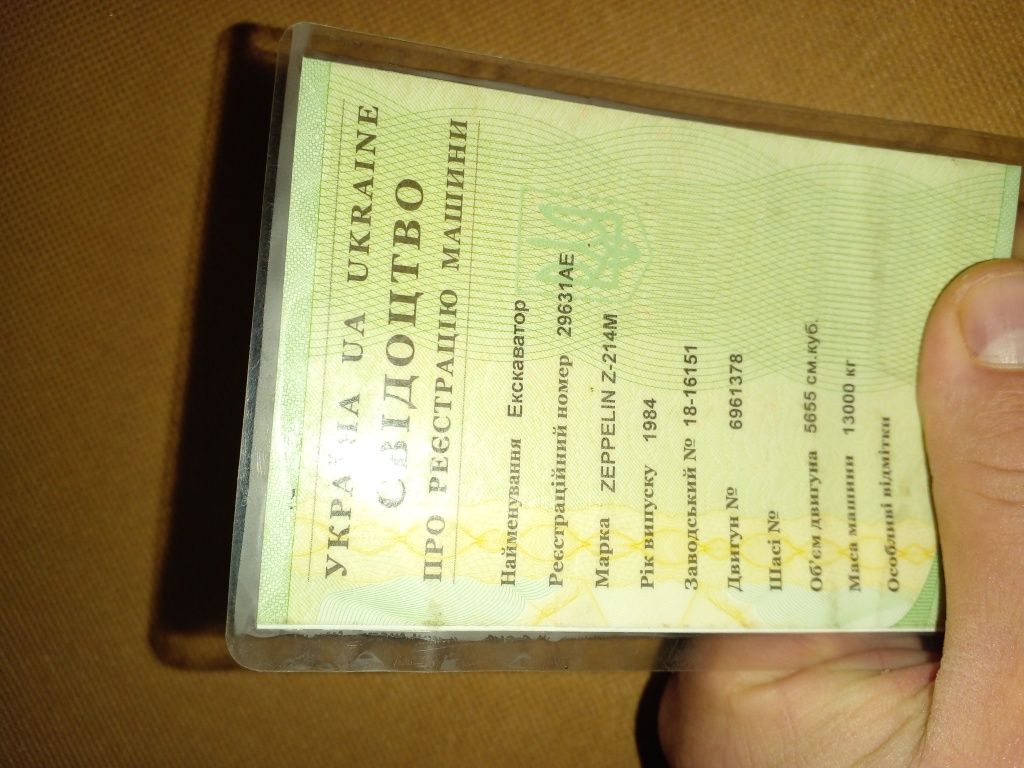 УКРАЇНА UA UKRAINE
СВІДОЦТВО
ПРО РЕЄСТРАЦІЮ МАШИНИ
Найменування Екскаватор
Реєстраційний номер 29631АЕ
Марка ZEPPELIN Z-214M
Рік випуску 1984
Заводський № 18-16151
Двигун № 6961378
Шасі №
Об'єм двигуна 5655 см.куб.
Маса машини 13000 кг
Особливі відмітки